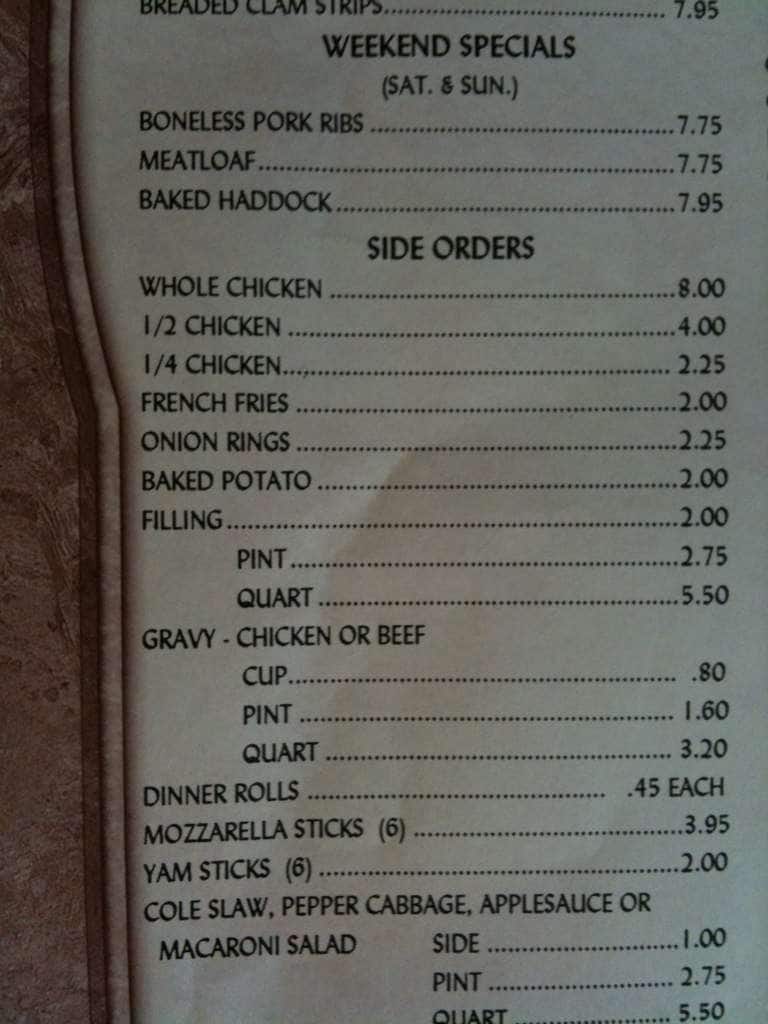 BREADED CLAM STRIPS................................ 7.95
WEEKEND SPECIALS
(SAT. & SUN.)
BONELESS PORK RIBS ...................................7.75
MEATLOAF................................................7.75
BAKED HADDOCK.......................................7.95
SIDE ORDERS
WHOLE CHICKEN ........................................8.00
1/2 CHICKEN .............................................4.00
1/4 CHICKEN............................................. 2.25
FRENCH FRIES ............................................2.00
ONION RINGS ............................................2.25
BAKED POTATO ..........................................2.00
FILLING....................................................2.00
PINT.............................................2.75
QUART ..........................................5.50
GRAVY - CHICKEN OR BEEF
CUP............................................. .80
PINT ........................................... 1.60
QUART ........................................ 3.20
DINNER ROLLS .................................. .45 EACH
MOZZARELLA STICKS (6) ...............................3.95
YAM STICKS (6) .........................................2.00
COLE SLAW, PEPPER CABBAGE, APPLESAUCE OR
MACARONI SALAD SIDE ......................1.00
PINT ..................... 2.75
QUART .................. 5.50